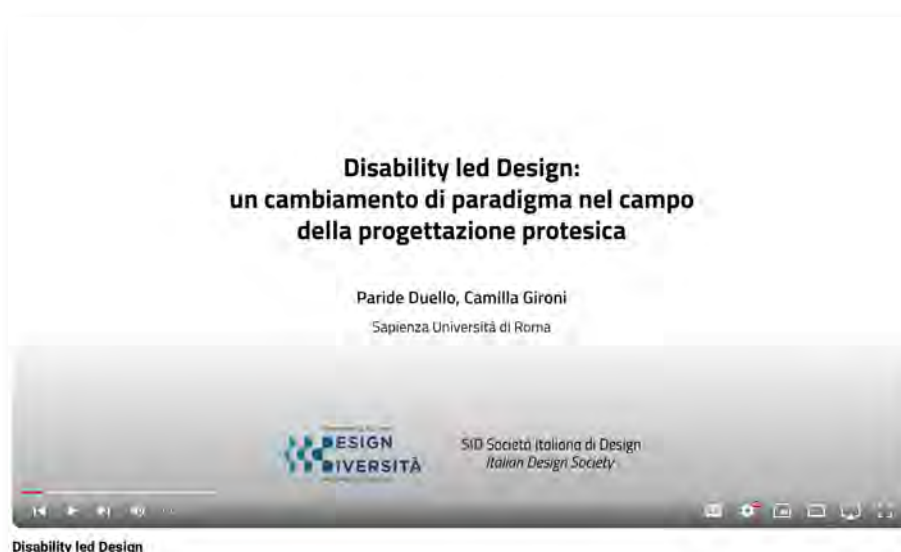 Disability led Design:
un cambiamento di paradigma nel campo
della progettazione protesica
Paride Duello, Camilla Gironi
Sapienza Università di Roma
DESIGN
DIVERSITÀ
SID Società Italiana di Design
Italian Design Society
Disability led Design